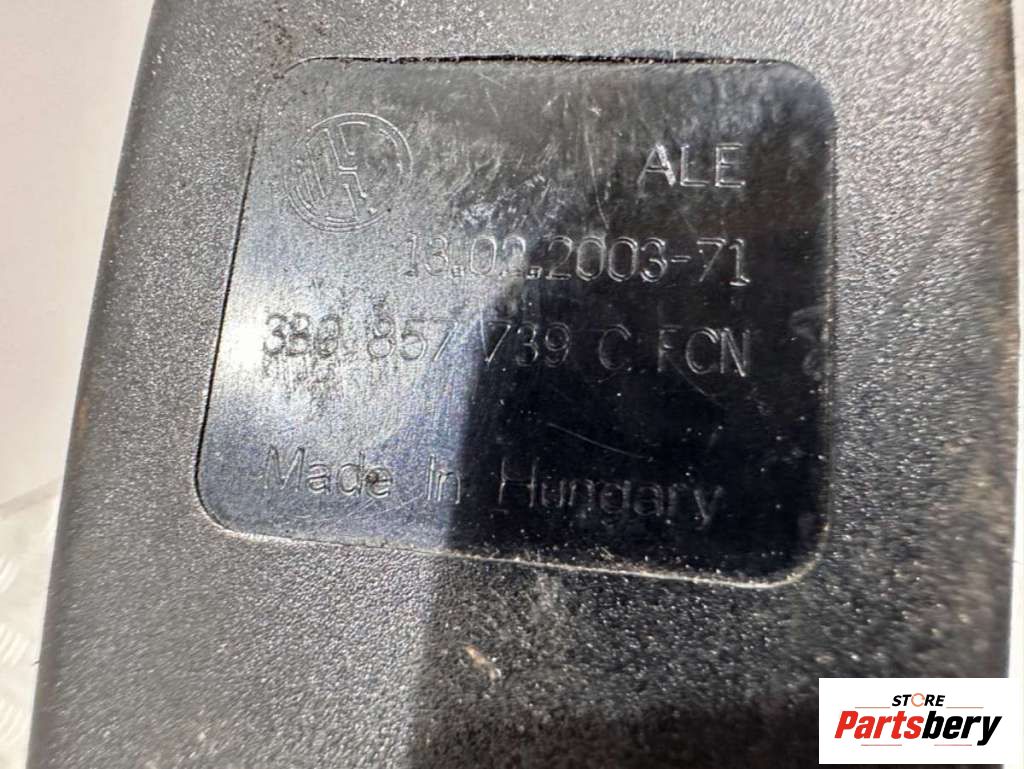 ALE
13.02.2003-71
3B0 857 739 C FCN
Made In Hungary
STORE
Partsbery